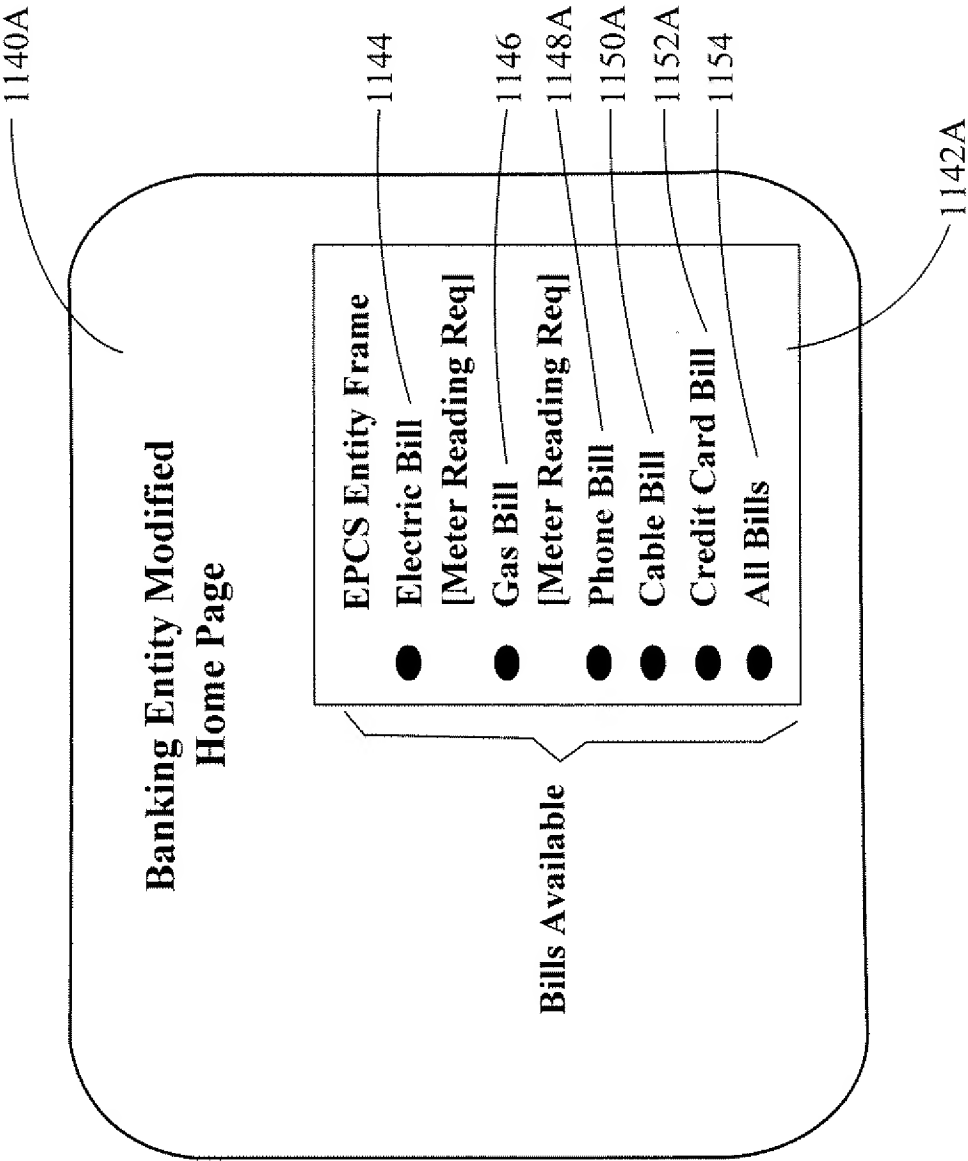 Banking Entity Modified
Home Page
1140A
EPCS Entity Frame
Electric Bill
1144
[Meter Reading Req]
Gas Bill
1146
[Meter Reading Req]
Phone Bill
1148A
Cable Bill
1150A
Credit Card Bill
1152A
All Bills
1154
Bills Available
1142A